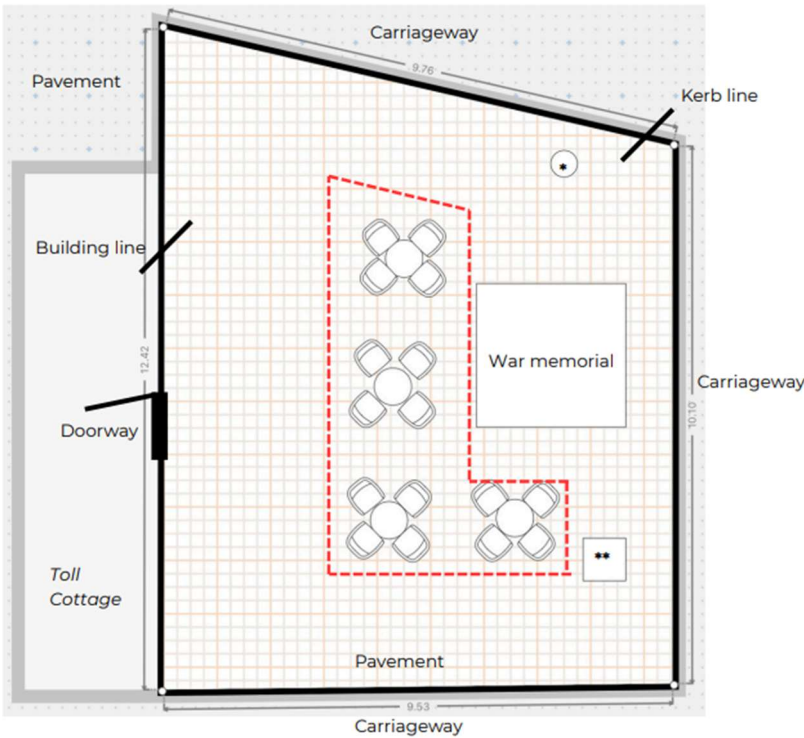 Carriageway
9.76
Pavement
Kerb line
*
Building line
War memorial
12.42
Carriageway
10.10
Doorway
**
Toll
Cottage
Pavement
9.53
Carriageway